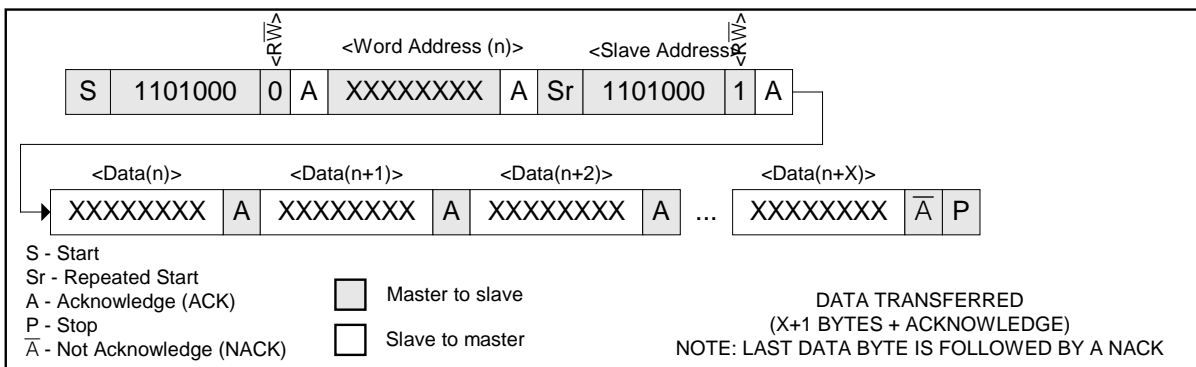 <RW̅> <Word Address (n)> <Slave Address> <RW̅>
S 1101000 0 A XXXXXXXX A Sr 1101000 1 A
<Data(n)> <Data(n+1)> <Data(n+2)> <Data(n+X)>
XXXXXXXX A XXXXXXXX A XXXXXXXX A ... XXXXXXXX A̅ P
S - Start
Sr - Repeated Start
A - Acknowledge (ACK)
P - Stop
A̅ - Not Acknowledge (NACK)
Master to slave
Slave to master
DATA TRANSFERRED
(X+1 BYTES + ACKNOWLEDGE)
NOTE: LAST DATA BYTE IS FOLLOWED BY A NACK